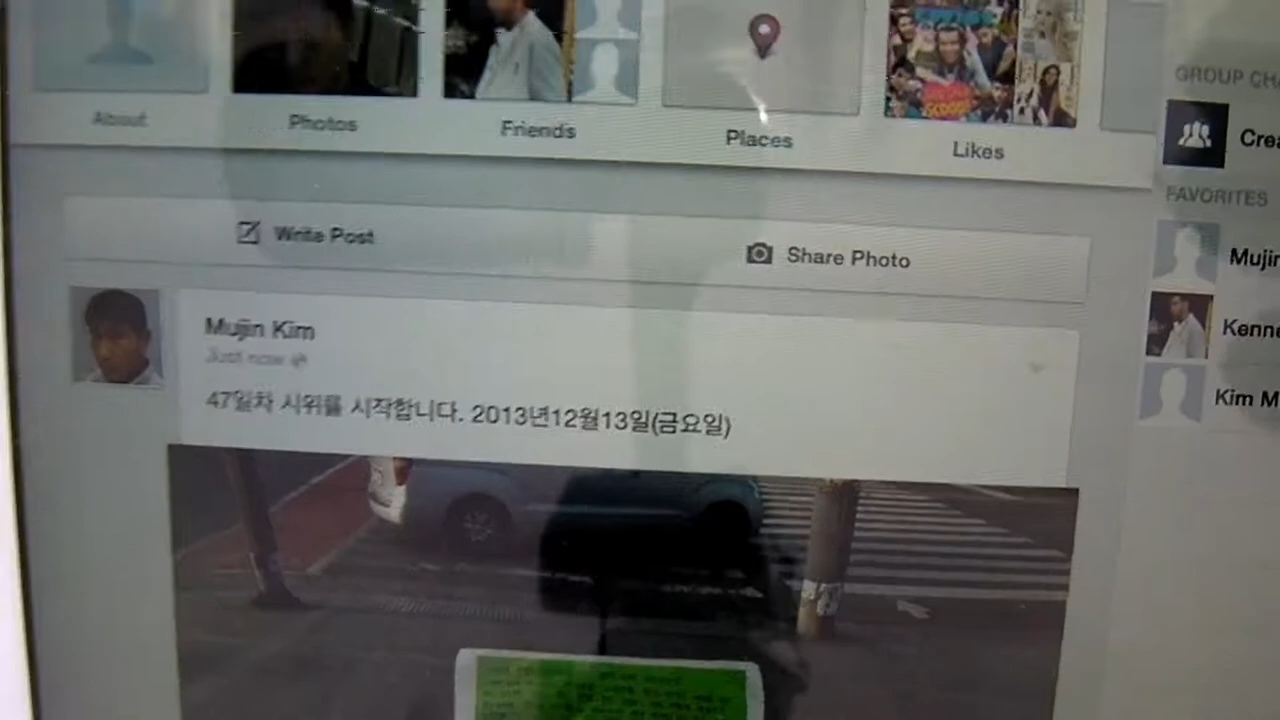 About
Photos
Friends
Places
Likes
GROUP CH
Crea
FAVORITES
Write Post
Share Photo
Mujin
Kenne
Kim M
Mujin Kim
Just now
47일차 시위를 시작합니다. 2013년12월13일(금요일)